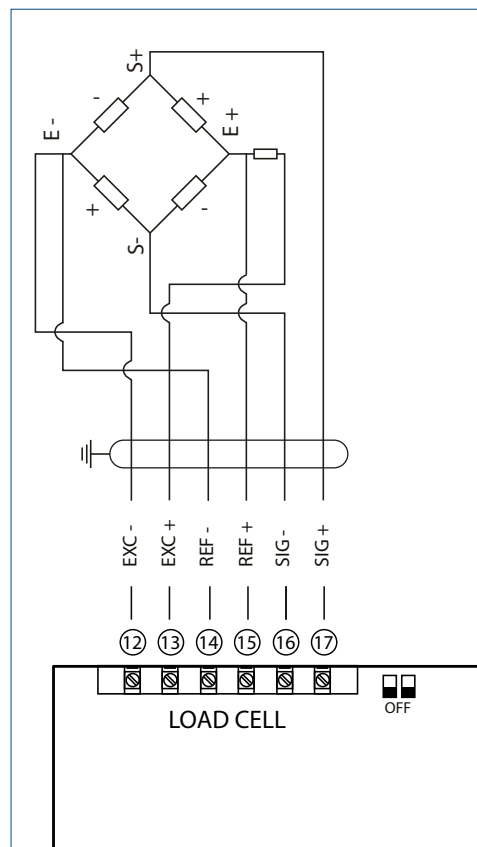 S+
- +
E - E +
+ -
S-
EXC - EXC + REF - REF + SIG - SIG +
12 13 14 15 16 17
LOAD CELL OFF